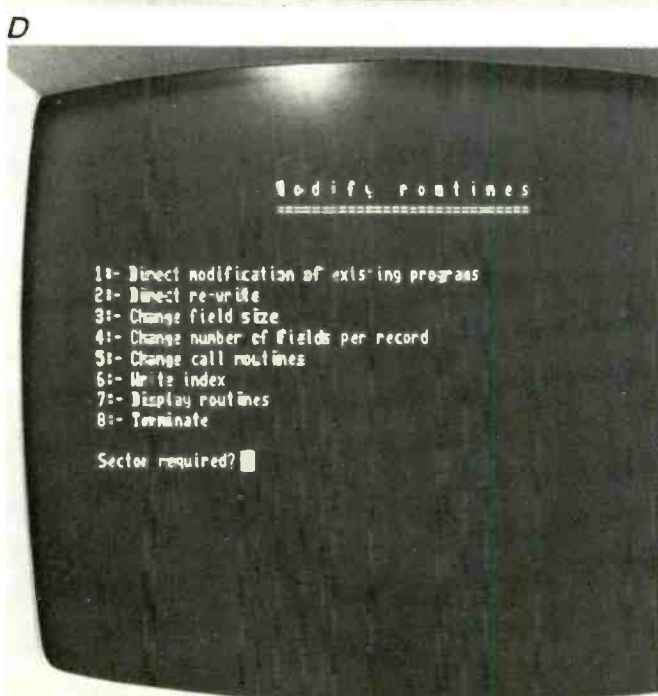 D
Modify routines
1:- Direct modification of existing programs
2:- Direct re-write
3:- Change field size
4:- Change number of fields per record
5:- Change call routines
6:- Write index
7:- Display routines
8:- Terminate
Sector required?